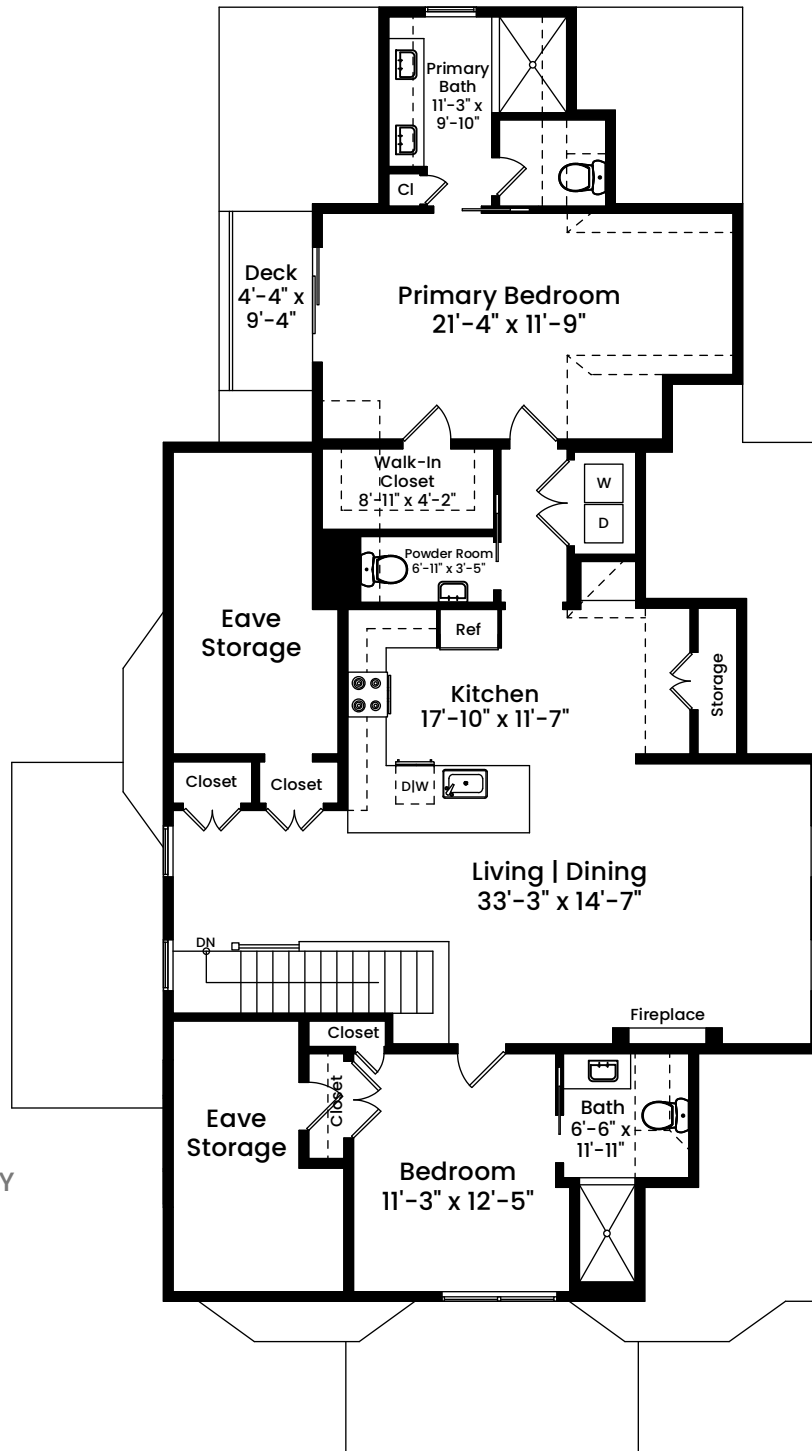 Primary
Bath
11'-3" x
9'-10"
Cl
Deck
4'-4" x
9'-4"
Primary Bedroom
21'-4" x 11'-9"
Walk-In
Closet
8'-11" x 4'-2"
W
D
Powder Room
6'-11" x 3'-5"
Eave
Storage
Ref
Kitchen
17'-10" x 11'-7"
Storage
Closet
Closet
D|W
Living | Dining
33'-3" x 14'-7"
DN
Fireplace
Closet
Closet
Eave
Storage
Bath
6'-6" x
11'-11"
Bedroom
11'-3" x 12'-5"
Y